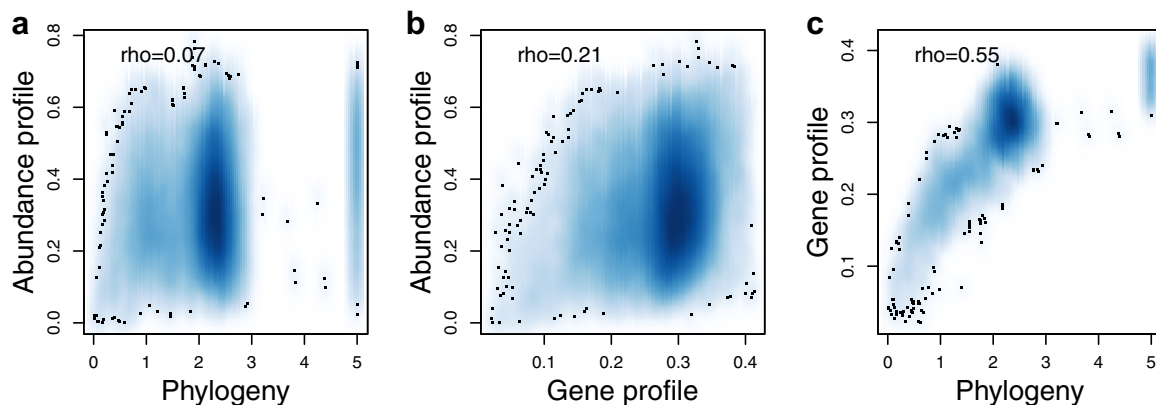 a
rho=0.07
Abundance profile
0.0 0.2 0.4 0.6 0.8
0 1 2 3 4 5
Phylogeny
b
rho=0.21
Abundance profile
0.0 0.2 0.4 0.6 0.8
0.1 0.2 0.3 0.4
Gene profile
c
rho=0.55
Gene profile
0.1 0.2 0.3 0.4
0 1 2 3 4 5
Phylogeny